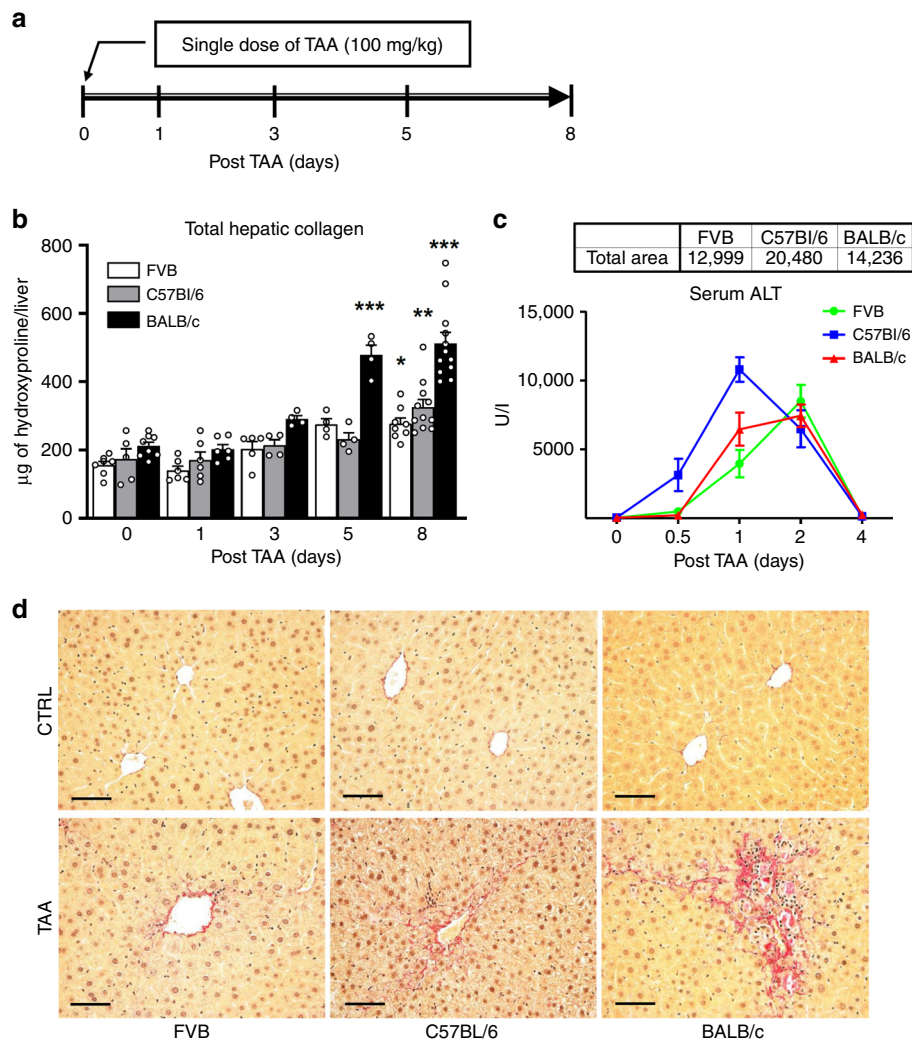 a
Single dose of TAA (100 mg/kg)
0 1 3 5 8
Post TAA (days)
b
Total hepatic collagen
µg of hydroxyproline/liver
800
600
400
200
0
FVB
C57Bl/6
BALB/c
***
*
**
***
0 1 3 5 8
Post TAA (days)
c
FVB C57Bl/6 BALB/c
Total area 12,999 20,480 14,236
Serum ALT
U/l
15,000
10,000
5000
0
FVB
C57Bl/6
BALB/c
0 0.5 1 2 4
Post TAA (days)
d
CTRL
TAA
FVB C57BL/6 BALB/c